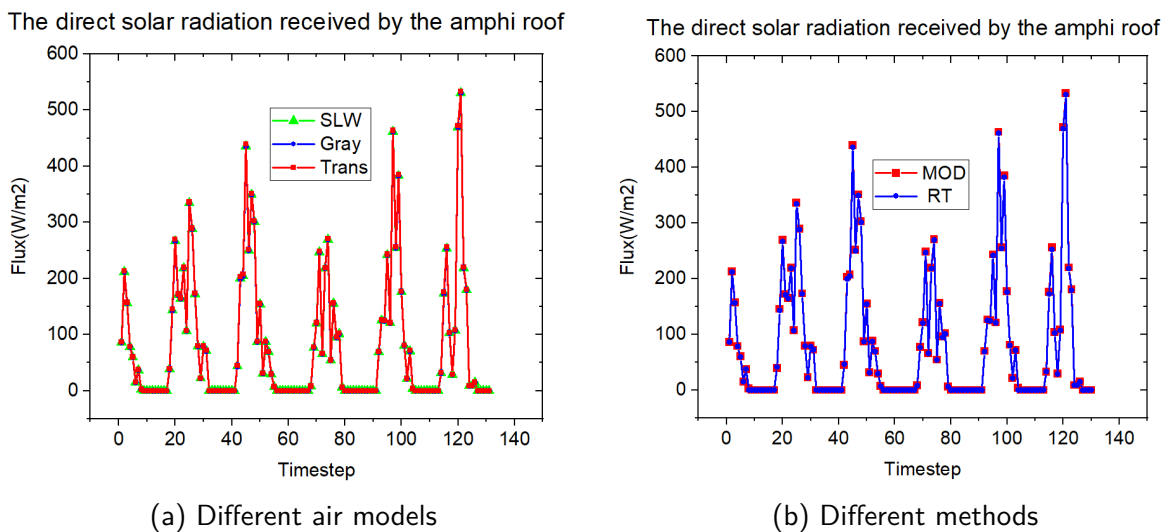 The direct solar radiation received by the amphi roof
600
500
400
300
200
100
0
Flux(W/m2)
SLW
Gray
Trans
0 20 40 60 80 100 120 140
Timestep
(a) Different air models
The direct solar radiation received by the amphi roof
600
500
400
300
200
100
0
Flux(W/m2)
MOD
RT
0 20 40 60 80 100 120 140
Timestep
(b) Different methods